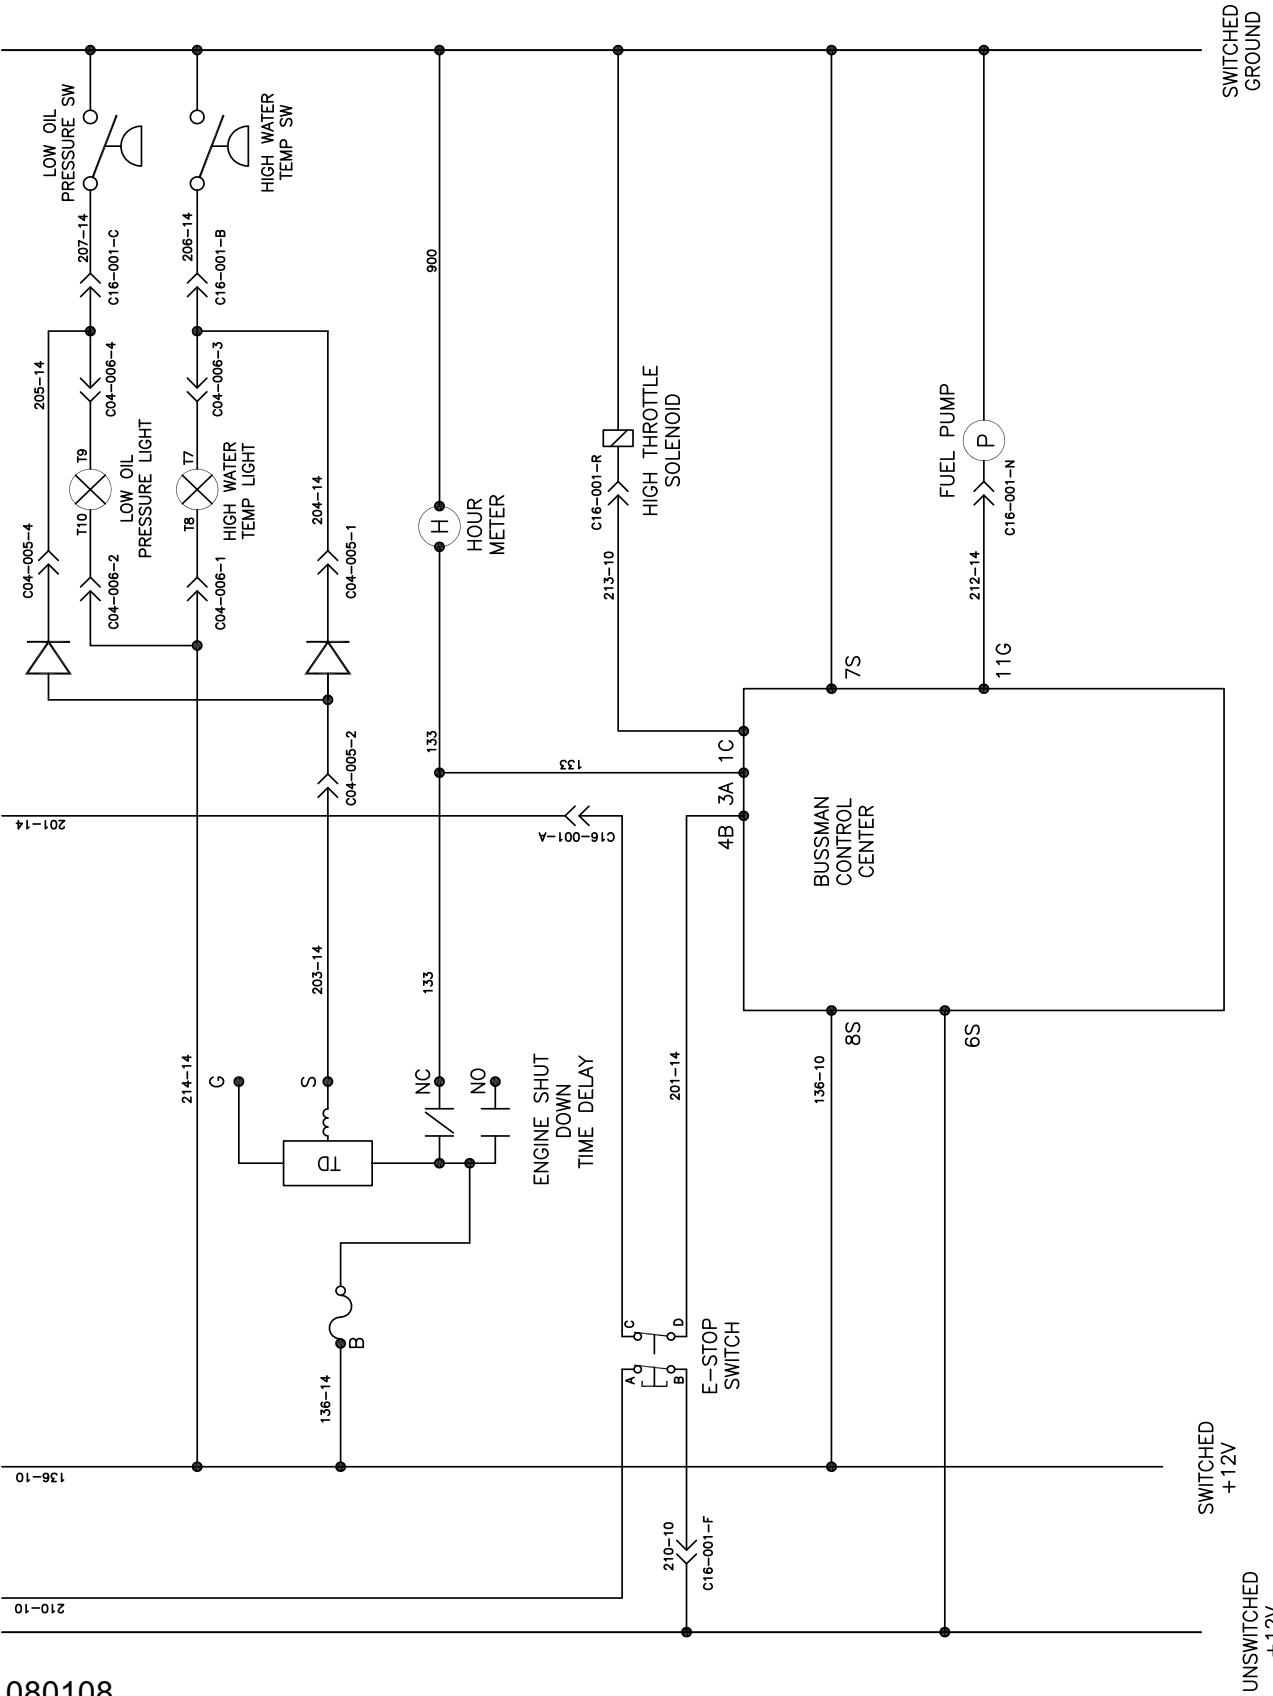 SWITCHED
GROUND
LOW OIL
PRESSURE SW
HIGH WATER
TEMP SW
207-14
C16-001-C
206-14
C16-001-B
900
205-14
C04-006-4
C04-006-3
T9
T10
LOW OIL
PRESSURE LIGHT
T7
T8
HIGH WATER
TEMP LIGHT
204-14
C04-005-4
C04-006-2
C04-006-1
C04-005-1
H
HOUR
METER
C16-001-R
HIGH THROTTLE
SOLENOID
213-10
FUEL PUMP
P
C16-001-N
212-14
7S
11G
133
133
1C
3A
4B
C04-005-2
201-14
C16-001-A
BUSSMAN
CONTROL
CENTER
203-14
133
214-14
G
S
NC
NO
TD
ENGINE SHUT
DOWN
TIME DELAY
201-14
136-10
8S
6S
B
136-14
C
D
A
B
E-STOP
SWITCH
136-10
SWITCHED
+12V
210-10
C16-001-F
210-10
UNSWITCHED
+12V
080108